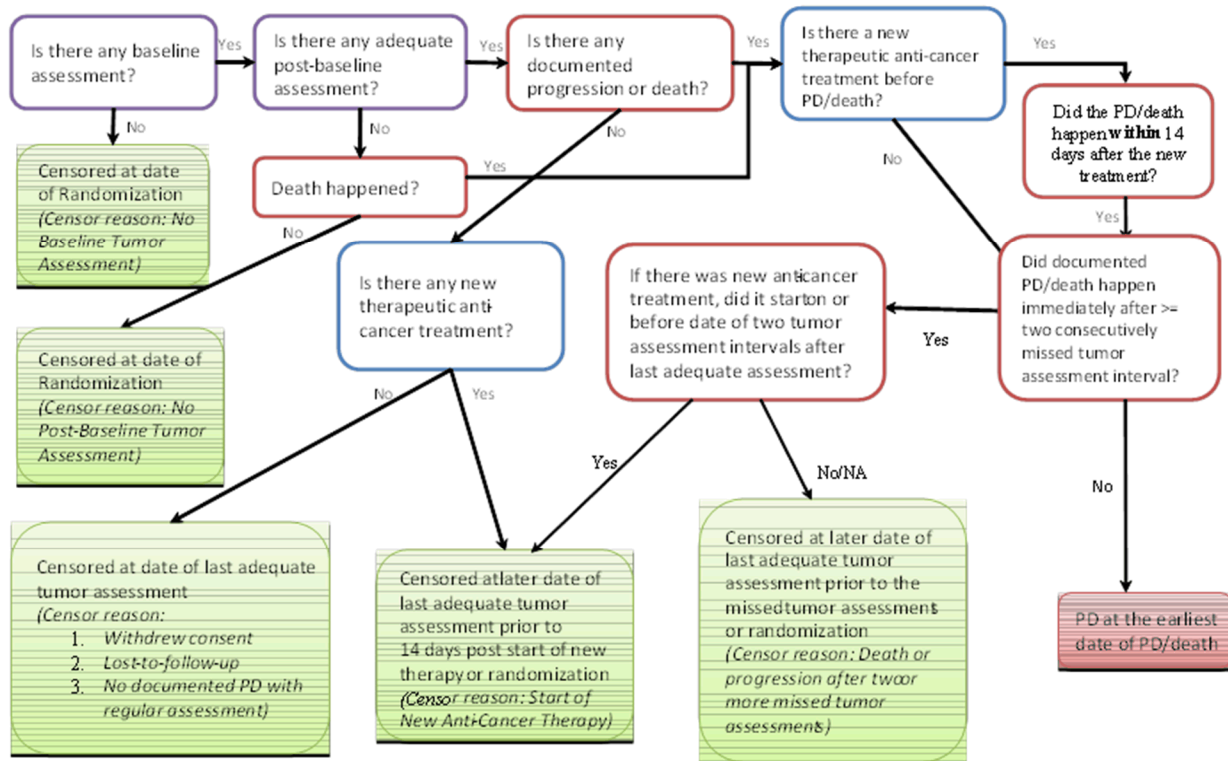 Is there any baseline
assessment?
Yes
Is there any adequate
post-baseline
assessment?
Yes
Is there any
documented
progression or death?
Yes
Is there a new
therapeutic anti-cancer
treatment before
PD/death?
Yes
No
No
No
No
Did the PD/death
happen within 14
days after the new
treatment?
Yes
Censored at date
of Randomization
(Censor reason: No
Baseline Tumor
Assessment)
Death happened?
Yes
No
Is there any new
therapeutic anti-
cancer treatment?
No
Yes
If there was new anti-cancer
treatment, did it starton or
before date of two tumor
assessment intervals after
last adequate assessment?
Yes
Did documented
PD/death happen
immediately after >=
two consecutively
missed tumor
assessment interval?
Censored at date of
Randomization
(Censor reason: No
Post-Baseline Tumor
Assessment)
Yes
No/NA
No
Censored at date of last adequate
tumor assessment
(Censor reason:
1. Withdrew consent
2. Lost-to-follow-up
3. No documented PD with
regular assessment)
Censored atlater date of
last adequate tumor
assessment prior to
14 days post start of new
therapy or randomization
(Censor reason: Start of
New Anti-Cancer Therapy)
Censored at later date of
last adequate tumor
assessment prior to the
missed tumor assessments
or randomization
(Censor reason: Death or
progression after two or
more missed tumor
assessments)
PD at the earliest
date of PD/death